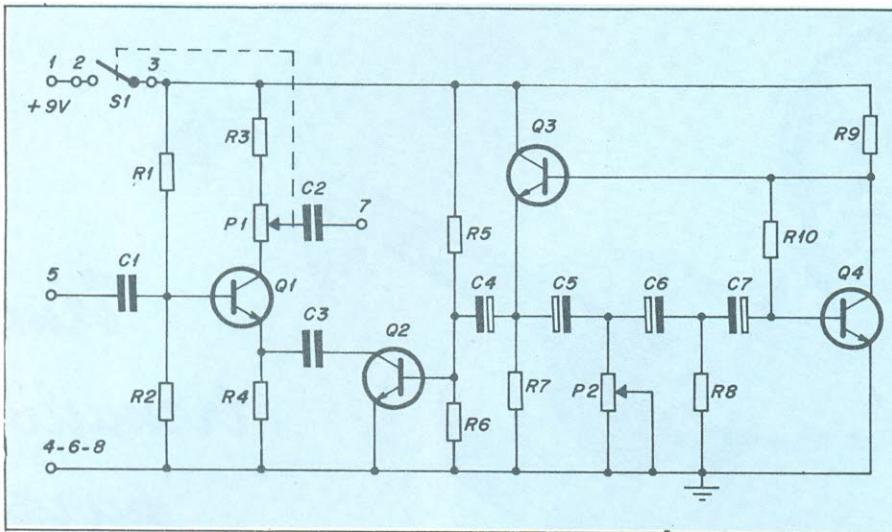 1 2 3
+9V S1
R3 Q3 R9
R1
C2
P1 7
R5 R10
C1 Q4
5 Q1 C4 C5 C6 C7
C3
Q2
R2 R4 R7 P2 R8
R6
4-6-8